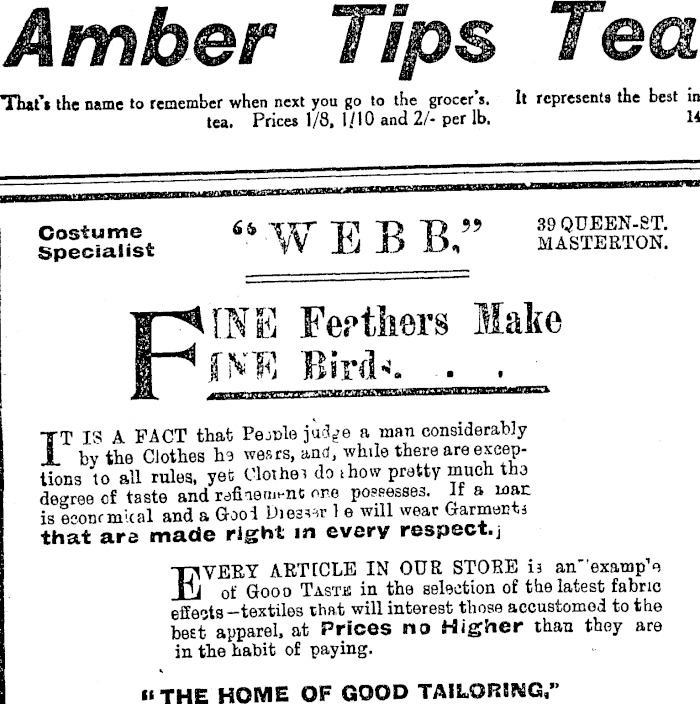 Amber Tips Tea
That's the name to remember when next you go to the grocer's. It represents the best in
tea. Prices 1/8, 1/10 and 2/- per lb. 14
Costume
Specialist
"WEBB,"
39 QUEEN-ST.
MASTERTON.
FINE Feathers Make
FINE Birds. . .
IT IS A FACT that People judge a man considerably
by the Clothes he wears, and, while there are excep-
tions to all rules, yet Clothes do show pretty much the
degree of taste and refinement one possesses. If a man
is economical and a Good Dresser he will wear Garments
that are made right in every respect.
EVERY ARTICLE IN OUR STORE is an example
of GOOD TASTE in the selection of the latest fabric
effects—textiles that will interest those accustomed to the
best apparel, at Prices no Higher than they are
in the habit of paying.
"THE HOME OF GOOD TAILORING,"